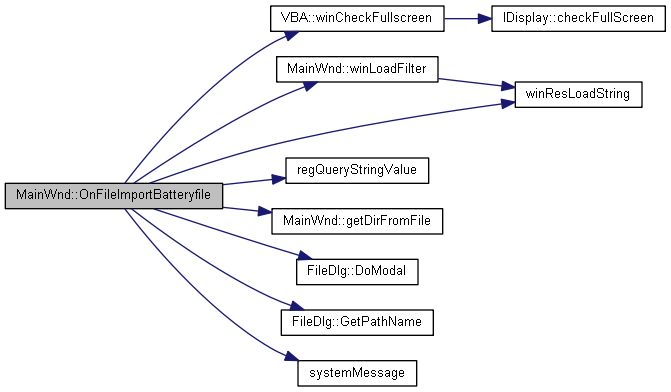 VBA::winCheckFullscreen
IDisplay::checkFullScreen
MainWnd::winLoadFilter
winResLoadString
regQueryStringValue
MainWnd::OnFileImportBatteryfile
MainWnd::getDirFromFile
FileDlg::DoModal
FileDlg::GetPathName
systemMessage